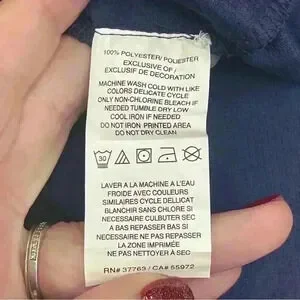 100% POLYESTER/ POLIESTER
EXCLUSIVE OF /
EXCLUSIF DE DECORATION
MACHINE WASH COLD WITH LIKE
COLORS DELICATE CYCLE
ONLY NON-CHLORINE BLEACH IF
NEEDED TUMBLE DRY LOW
COOL IRON IF NEEDED
DO NOT IRON PRINTED AREA
DO NOT DRY CLEAN
30
LAVER A LA MACHINE A L'EAU
FROIDE AVEC COULEURS
SIMILAIRES CYCLE DELICAT
BLANCHIR SANS CHLORE SI
NECESSAIRE CULBUTER SEC
A BAS REPASSER BAS SI
NECESSAIRE NE PAS REPASSER
LA ZONE IMPRIMÉE
NE PAS NETTOYER A SEC
RN# 37763 / CA# 55972